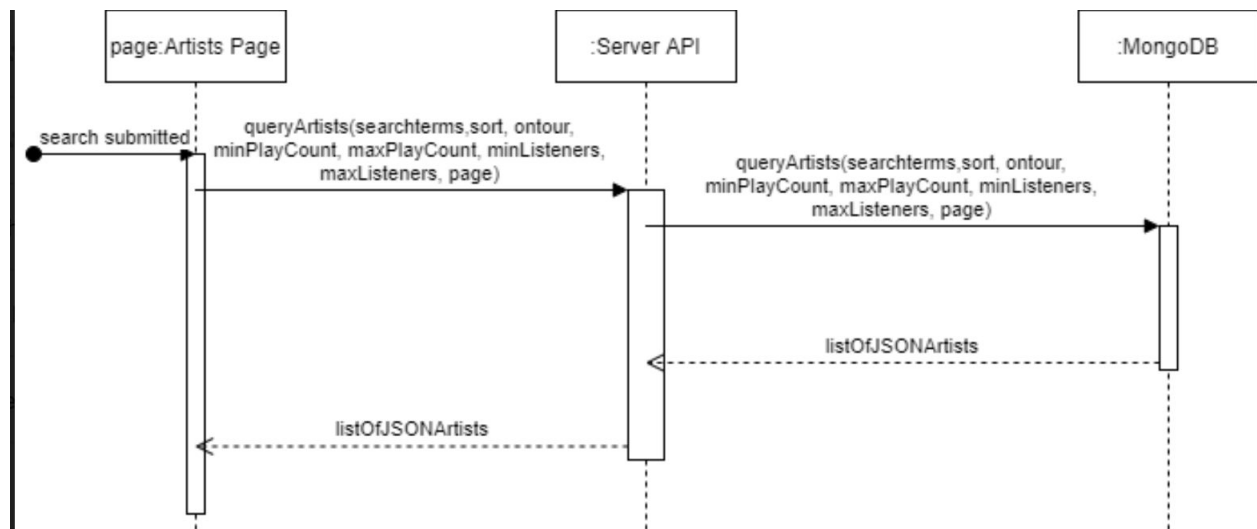 page:Artists Page
:Server API
:MongoDB
search submitted
queryArtists(searchterms,sort, ontour,
minPlayCount, maxPlayCount, minListeners,
maxListeners, page)
queryArtists(searchterms,sort, ontour,
minPlayCount, maxPlayCount, minListeners,
maxListeners, page)
listOfJSONArtists
listOfJSONArtists